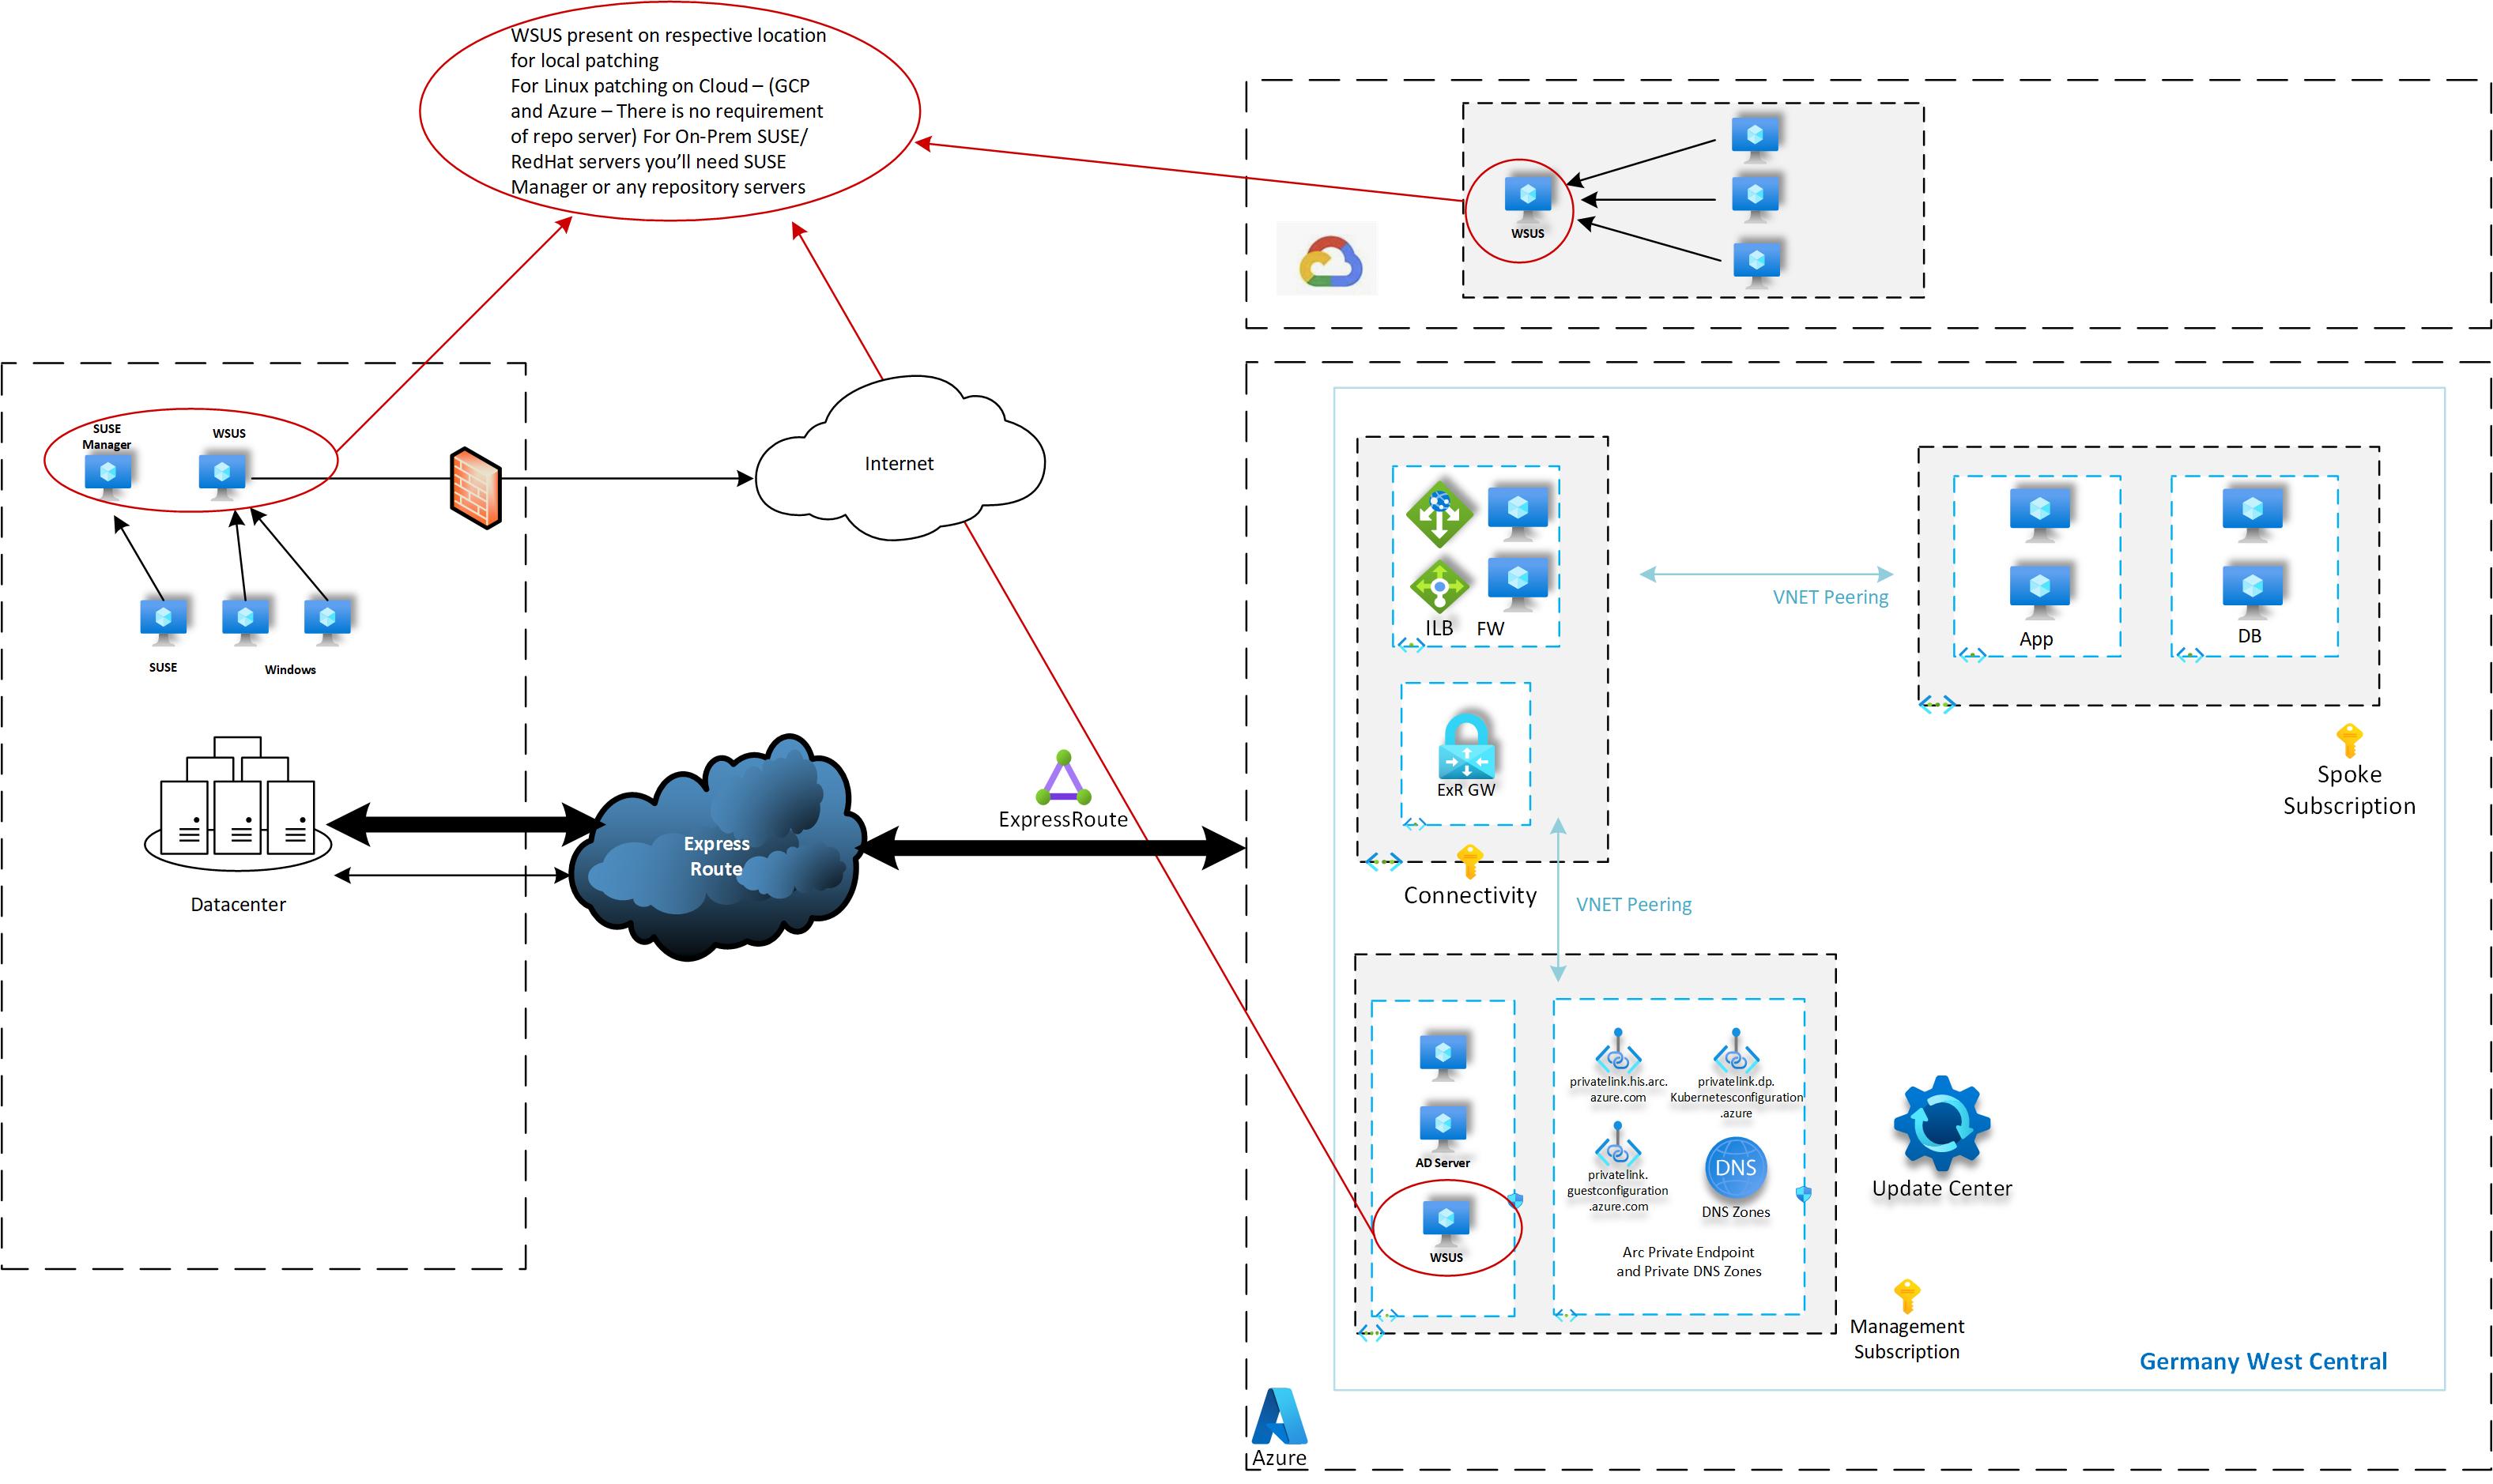 WSUS present on respective location
for local patching
For Linux patching on Cloud – (GCP
and Azure – There is no requirement
of repo server) For On-Prem SUSE/
RedHat servers you’ll need SUSE
Manager or any repository servers
WSUS
SUSE
Manager
WSUS
SUSE
Windows
Internet
Datacenter
Express
Route
ExpressRoute
ILB
FW
ExR GW
Connectivity
VNET Peering
App
DB
Spoke
Subscription
VNET Peering
AD Server
WSUS
privatelink.his.arc.
azure.com
privatelink.dp.
Kubernetesconfiguration
.azure
privatelink.
guestconfiguration
.azure.com
DNS
DNS Zones
Arc Private Endpoint
and Private DNS Zones
Update Center
Management
Subscription
Germany West Central
Azure